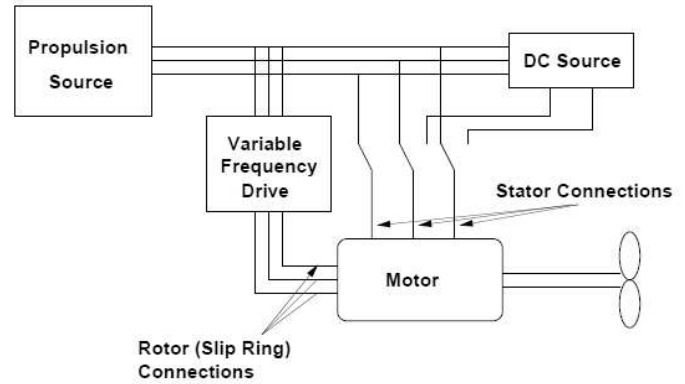 Propulsion
Source
DC Source
Variable
Frequency
Drive
Stator Connections
Motor
Rotor (Slip Ring)
Connections